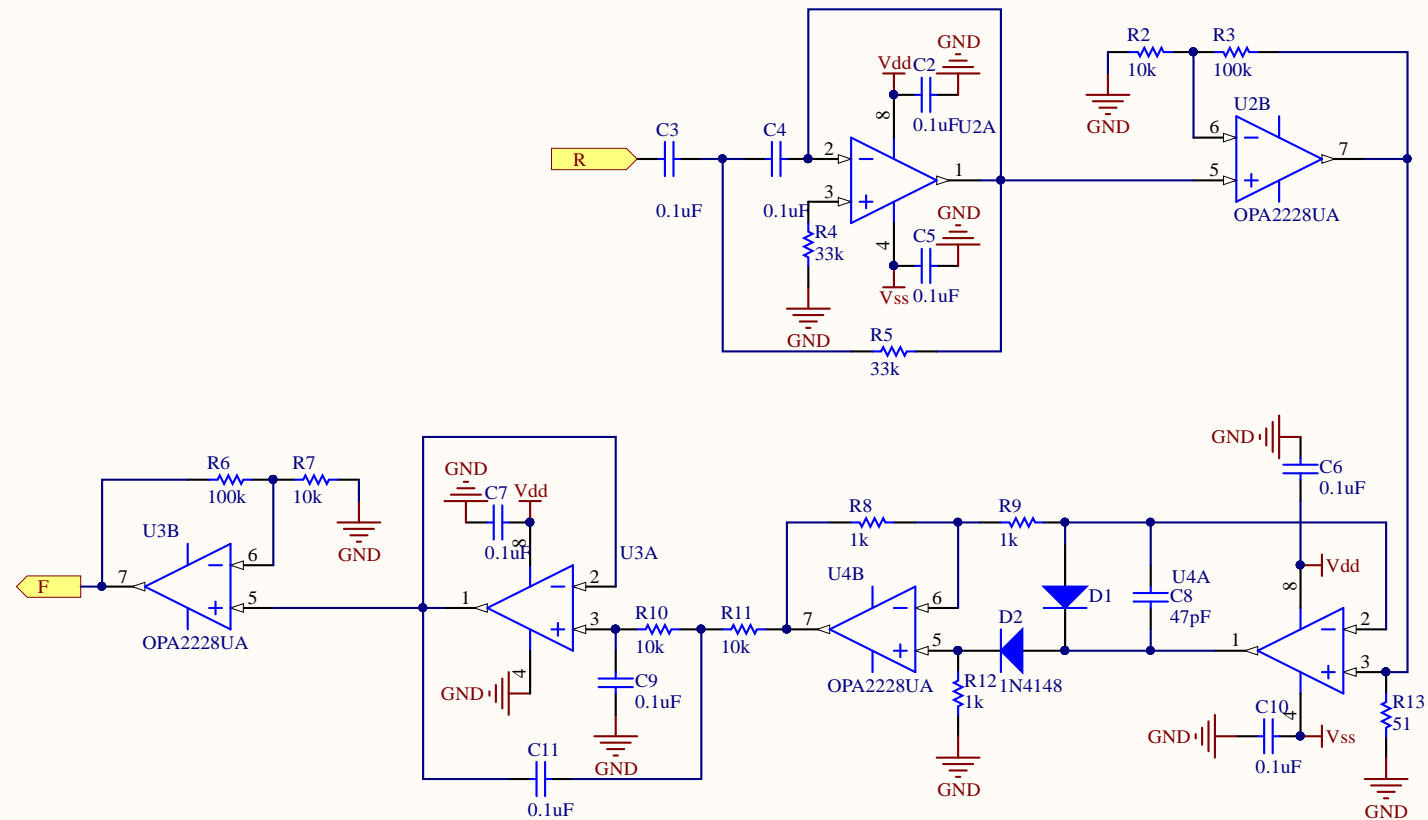 R2
10k
R3
100k
GND
GND
Vdd
C2
0.1uF
U2A
8
U2B
6
7
5
OPA2228UA
R
C3
0.1uF
C4
0.1uF
2
3
1
4
R4
33k
GND
GND
C5
0.1uF
Vss
R5
33k
GND
C6
0.1uF
R6
100k
R7
10k
GND
U3B
6
7
5
OPA2228UA
F
GND
C7
0.1uF
Vdd
8
U3A
2
1
3
4
GND
R10
10k
R11
10k
C9
0.1uF
GND
C11
0.1uF
R8
1k
R9
1k
U4B
6
7
5
OPA2228UA
D1
D2
1N4148
R12
1k
GND
U4A
C8
47pF
Vdd
8
2
1
3
4
R13
51
GND
C10
0.1uF
GND
Vss